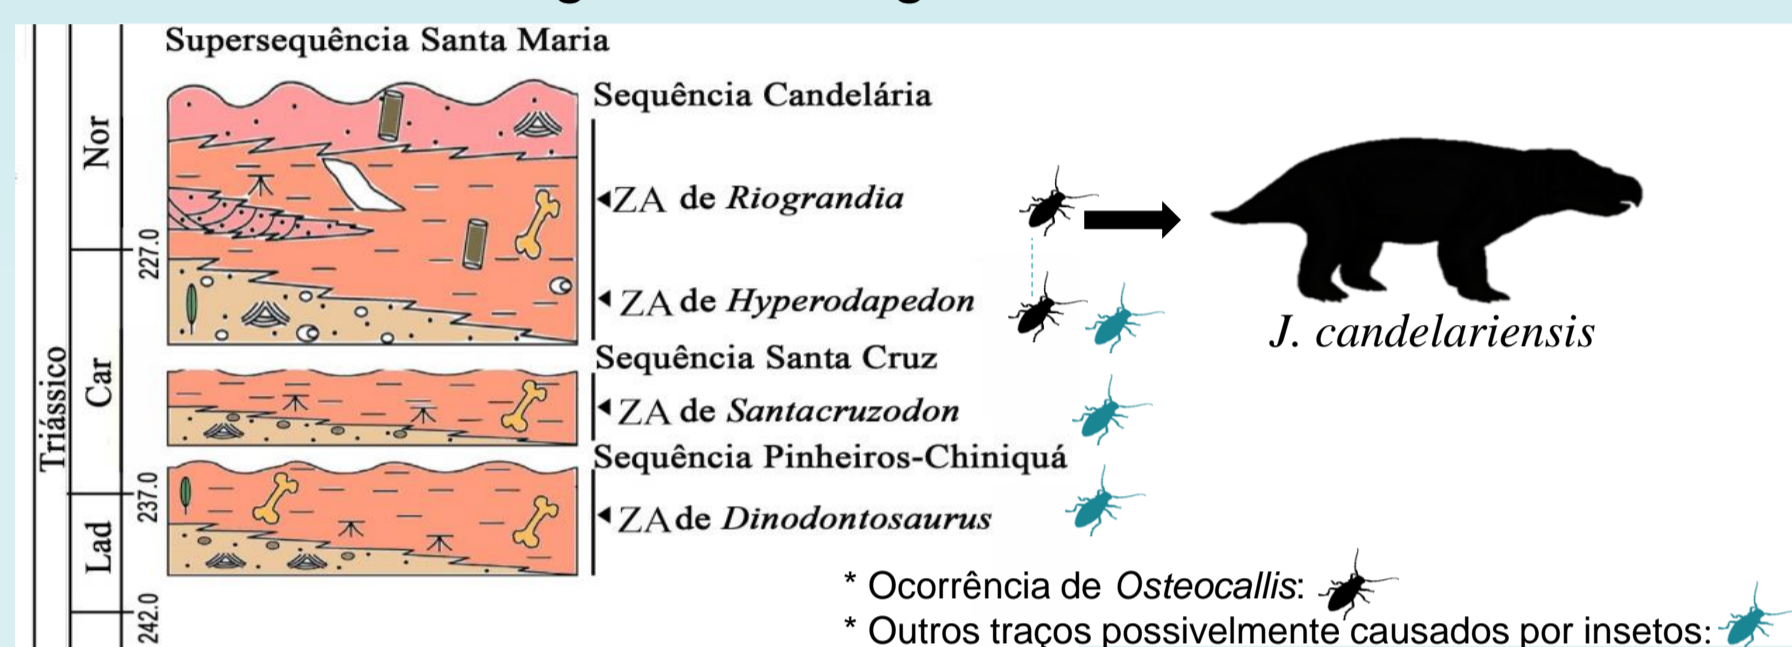 Supersequência Santa Maria
Sequência Candelária
Nor
ZA de Riograndia
227.0
ZA de Hyperodapedon
J. candelariensis
Triássico
Car
Sequência Santa Cruz
ZA de Santacruzodon
Sequência Pinheiros-Chiniquá
237.0
ZA de Dinodontosaurus
Lad
242.0
* Ocorrência de Osteocallis:
* Outros traços possivelmente causados por insetos: